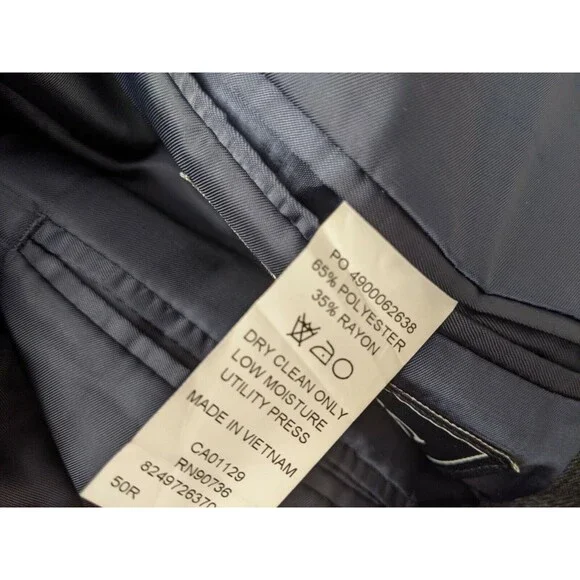 PO 4900062638
65% POLYESTER
35% RAYON
DRY CLEAN ONLY
LOW MOISTURE
UTILITY PRESS
MADE IN VIETNAM
CA01129
RN90736
8249726370
50R